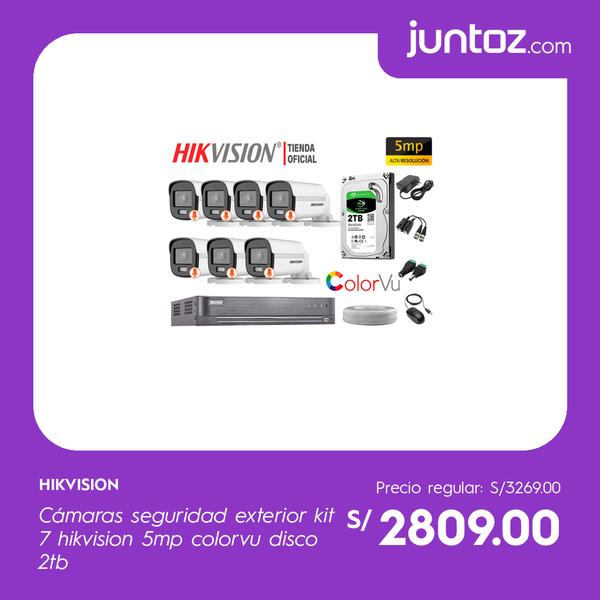 juntoz.com
HIKVISION® TIENDA OFICIAL
5mp
ALTA RESOLUCIÓN
2TB
ColorVu
HIKVISION
Precio regular: S/3269.00
Cámaras seguridad exterior kit
7 hikvision 5mp colorvu disco
2tb
S/ 2809.00